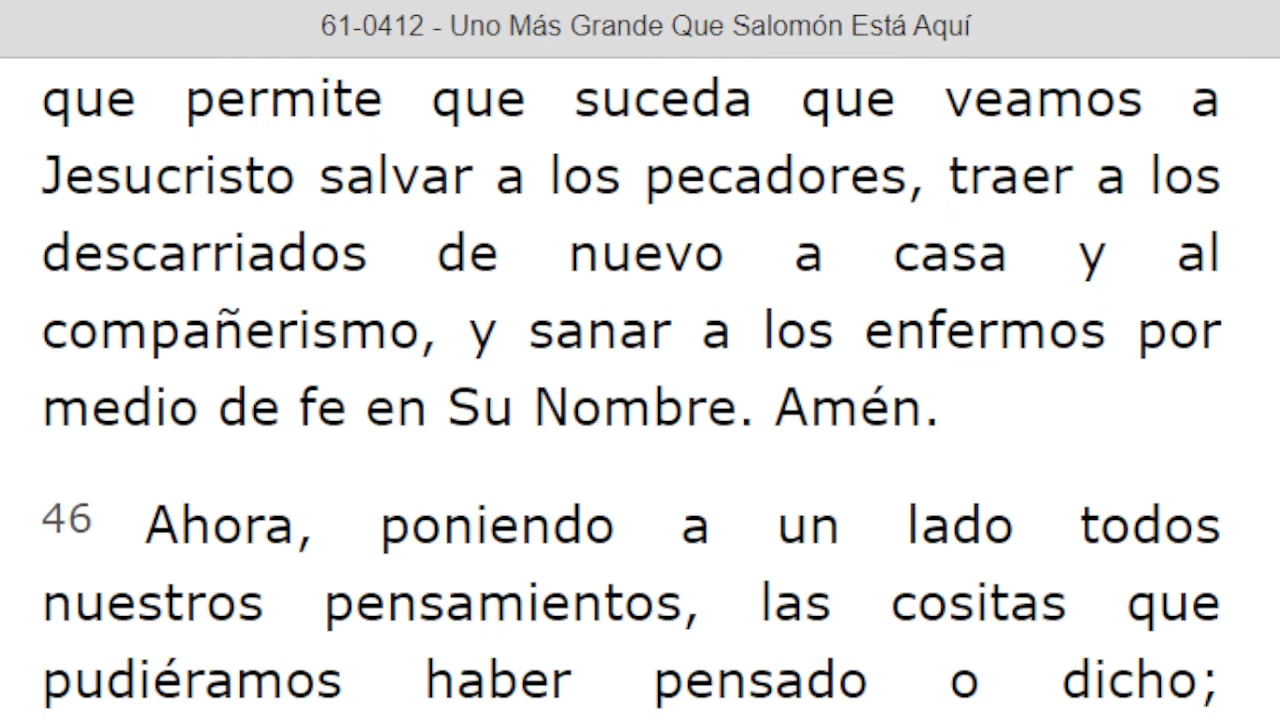 61-0412 - Uno Más Grande Que Salomón Está Aquí
que permite que suceda que veamos a
Jesucristo salvar a los pecadores, traer a los
descarriados de nuevo a casa y al
compañerismo, y sanar a los enfermos por
medio de fe en Su Nombre. Amén.
46 Ahora, poniendo a un lado todos
nuestros pensamientos, las cositas que
pudiéramos haber pensado o dicho;